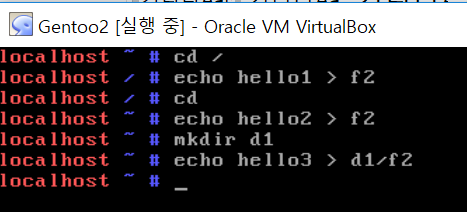 Gentoo2 [실행 중] - Oracle VM VirtualBox
localhost ~ # cd /
localhost / # echo hello1 > f2
localhost / # cd
localhost ~ # echo hello2 > f2
localhost ~ # mkdir d1
localhost ~ # echo hello3 > d1/f2
localhost ~ # _